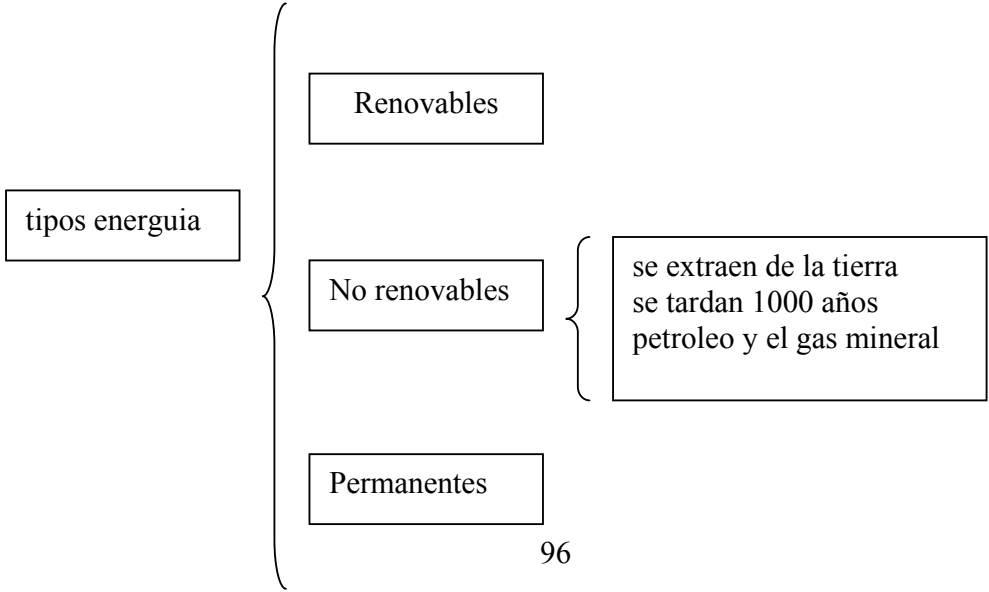 Renovables
tipos energuia
No renovables
se extraen de la tierra
se tardan 1000 años
petroleo y el gas mineral
Permanentes
96